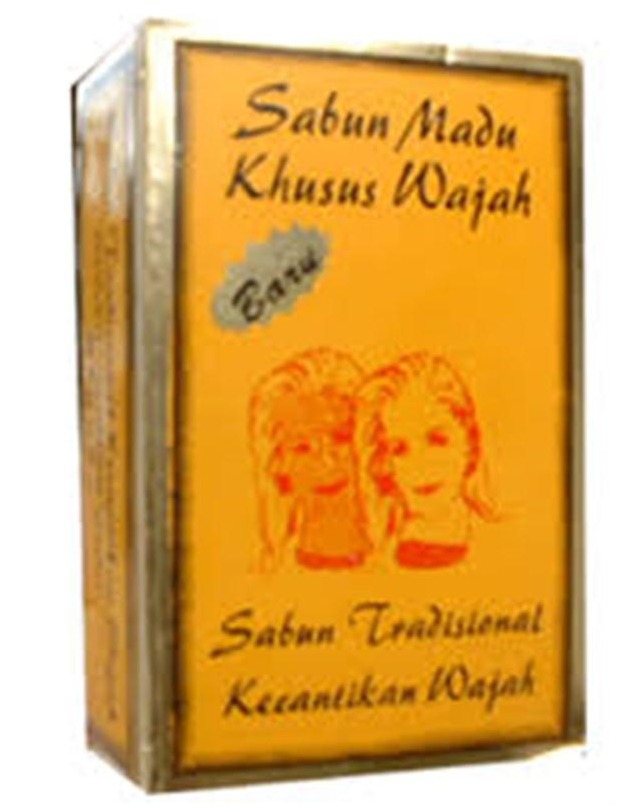 Sabun Madu
Khusus Wajah
Baru
Sabun Tradisional
Kecantikan Wajah